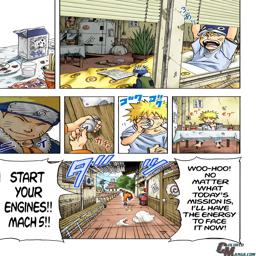 WOO-HOO!
NO
MATTER
WHAT
TODAY'S
MISSION IS,
I'LL HAVE
THE ENERGY
TO FACE
IT NOW!
START
YOUR
ENGINES!!
MACH 5!!